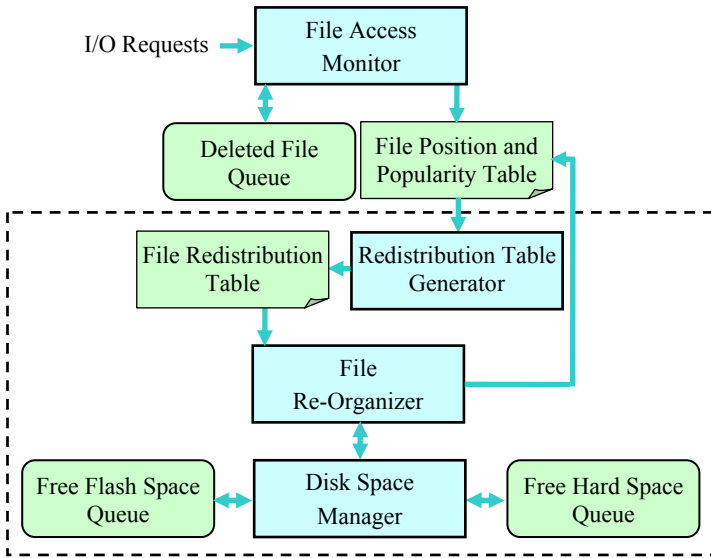 I/O Requests
File Access
Monitor
Deleted File
Queue
File Position and
Popularity Table
File Redistribution
Table
Redistribution Table
Generator
File
Re-Organizer
Free Flash Space
Queue
Disk Space
Manager
Free Hard Space
Queue